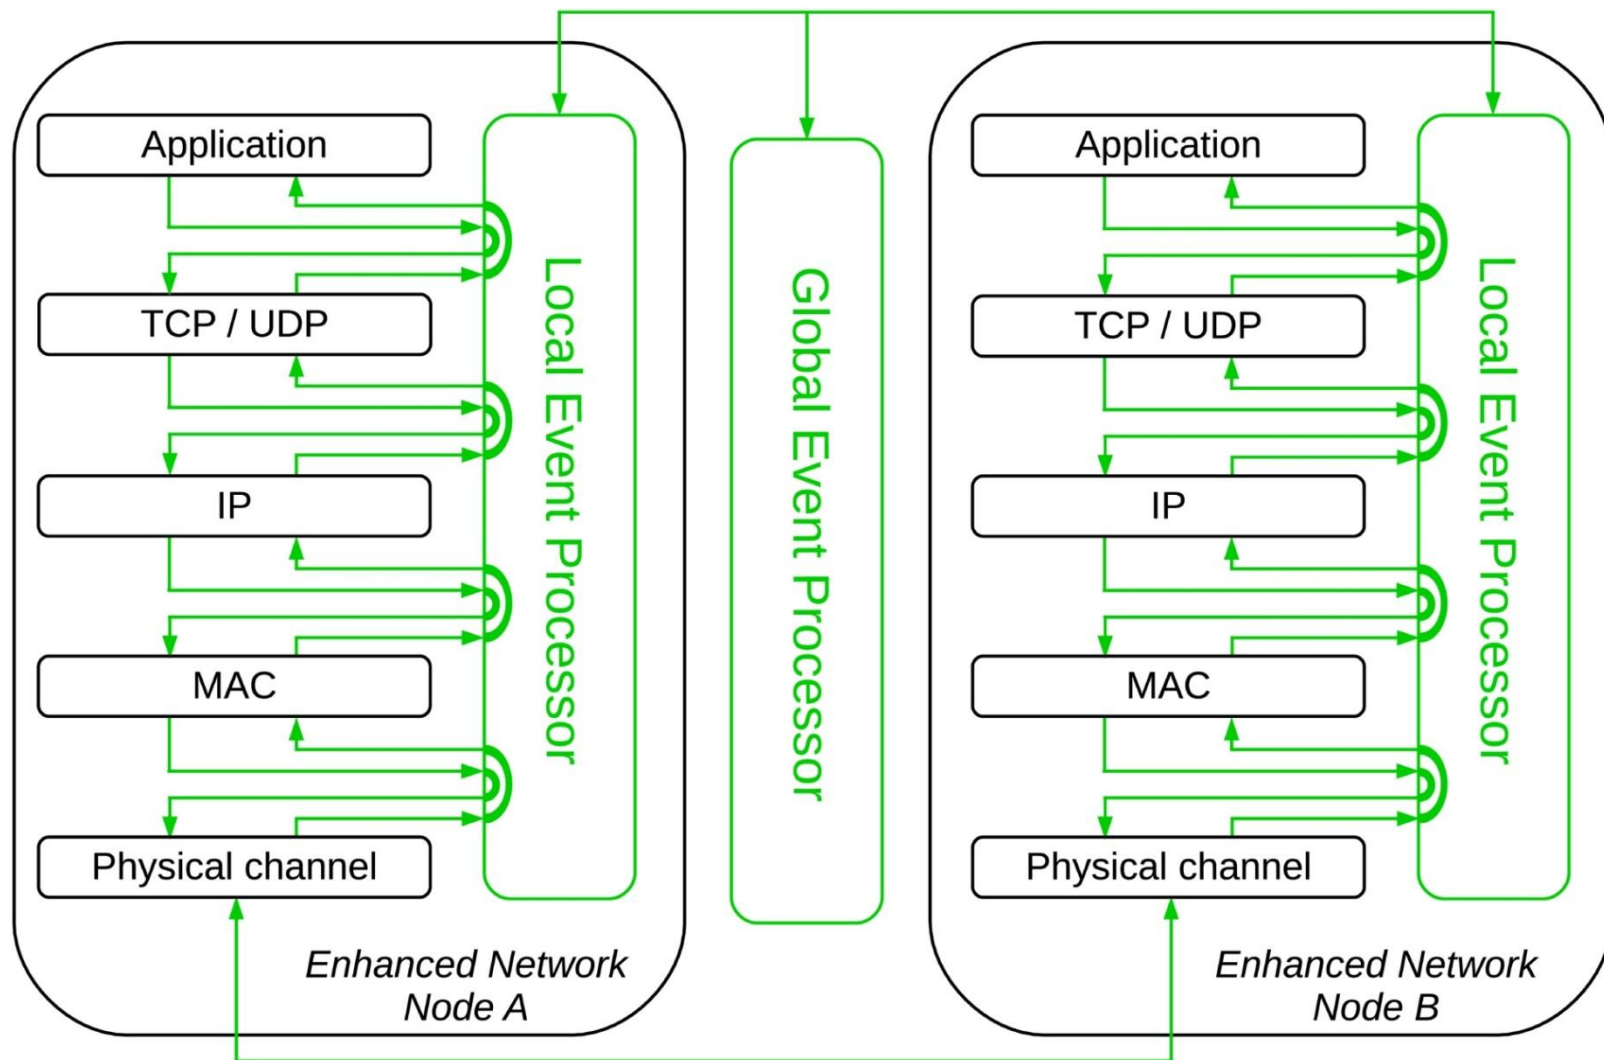 Application
TCP / UDP
IP
MAC
Physical channel
Local Event Processor
Enhanced Network
Node A
Global Event Processor
Application
TCP / UDP
IP
MAC
Physical channel
Local Event Processor
Enhanced Network
Node B